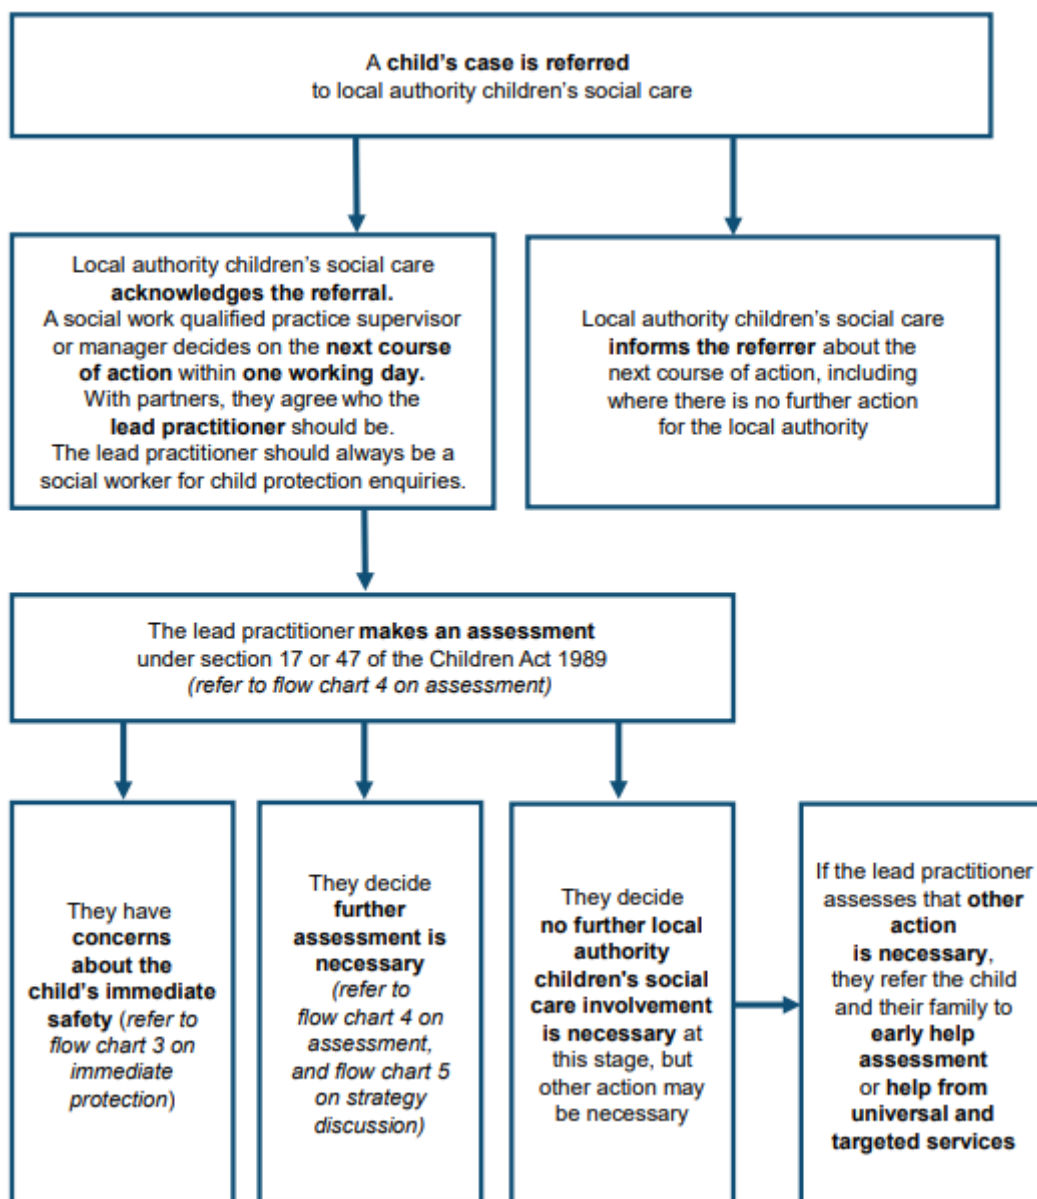 A child's case is referred
to local authority children's social care
Local authority children's social care
acknowledges the referral.
A social work qualified practice supervisor
or manager decides on the next course
of action within one working day.
With partners, they agree who the
lead practitioner should be.
The lead practitioner should always be a
social worker for child protection enquiries.
Local authority children's social care
informs the referrer about the
next course of action, including
where there is no further action
for the local authority
The lead practitioner makes an assessment
under section 17 or 47 of the Children Act 1989
(refer to flow chart 4 on assessment)
They have
concerns
about the
child's immediate
safety (refer to
flow chart 3 on
immediate
protection)
They decide
further
assessment is
necessary
(refer to
flow chart 4 on
assessment,
and flow chart 5
on strategy
discussion)
They decide
no further local
authority
children's social
care involvement
is necessary at
this stage, but
other action may
be necessary
If the lead practitioner
assesses that other
action
is necessary,
they refer the child
and their family to
early help
assessment
or help from
universal and
targeted services